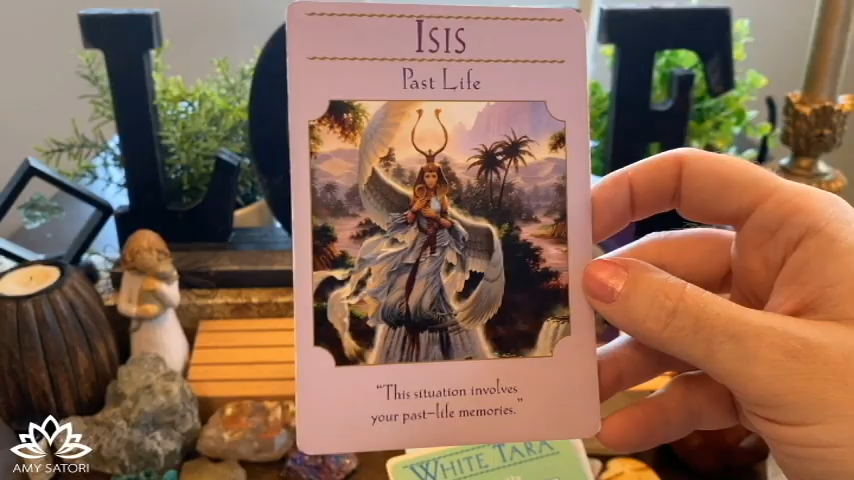 ISIS
Past Life
"This situation involves
your past-life memories."
WHITE TARA
AMY SATORI